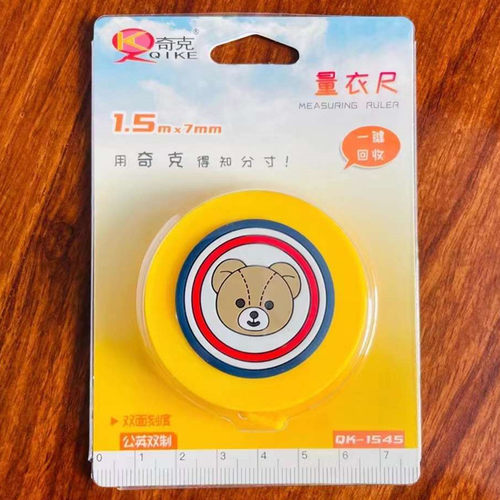 奇克®
QIKE
量衣尺
MEASURING RULER
1.5m×7mm
一键
回收
用奇克得知分寸！
双面刻度
公英双制
QK-1545
0 1 2 3 4 5 6 7